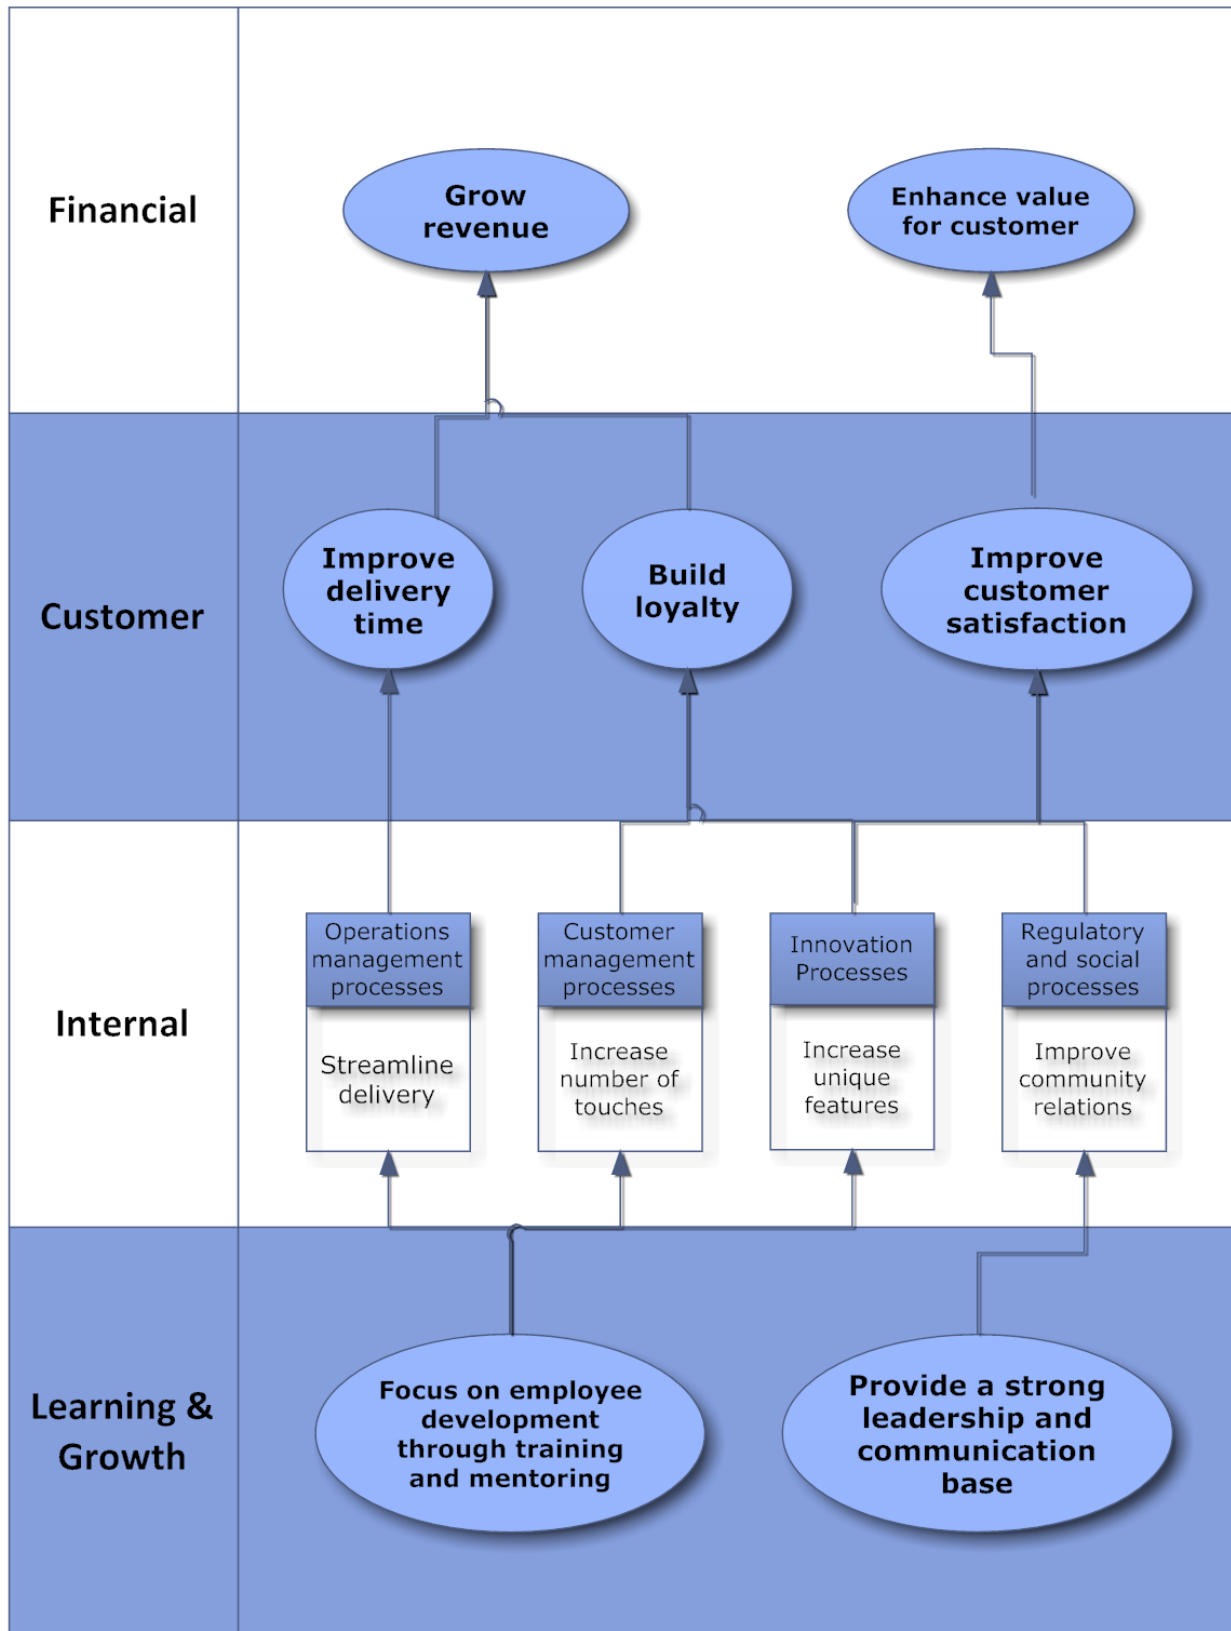 Financial
Grow
revenue
Enhance value
for customer
Customer
Improve
delivery
time
Build
loyalty
Improve
customer
satisfaction
Internal
Operations
management
processes
Streamline
delivery
Customer
management
processes
Increase
number of
touches
Innovation
Processes
Increase
unique
features
Regulatory
and social
processes
Improve
community
relations
Learning &
Growth
Focus on employee
development
through training
and mentoring
Provide a strong
leadership and
communication
base